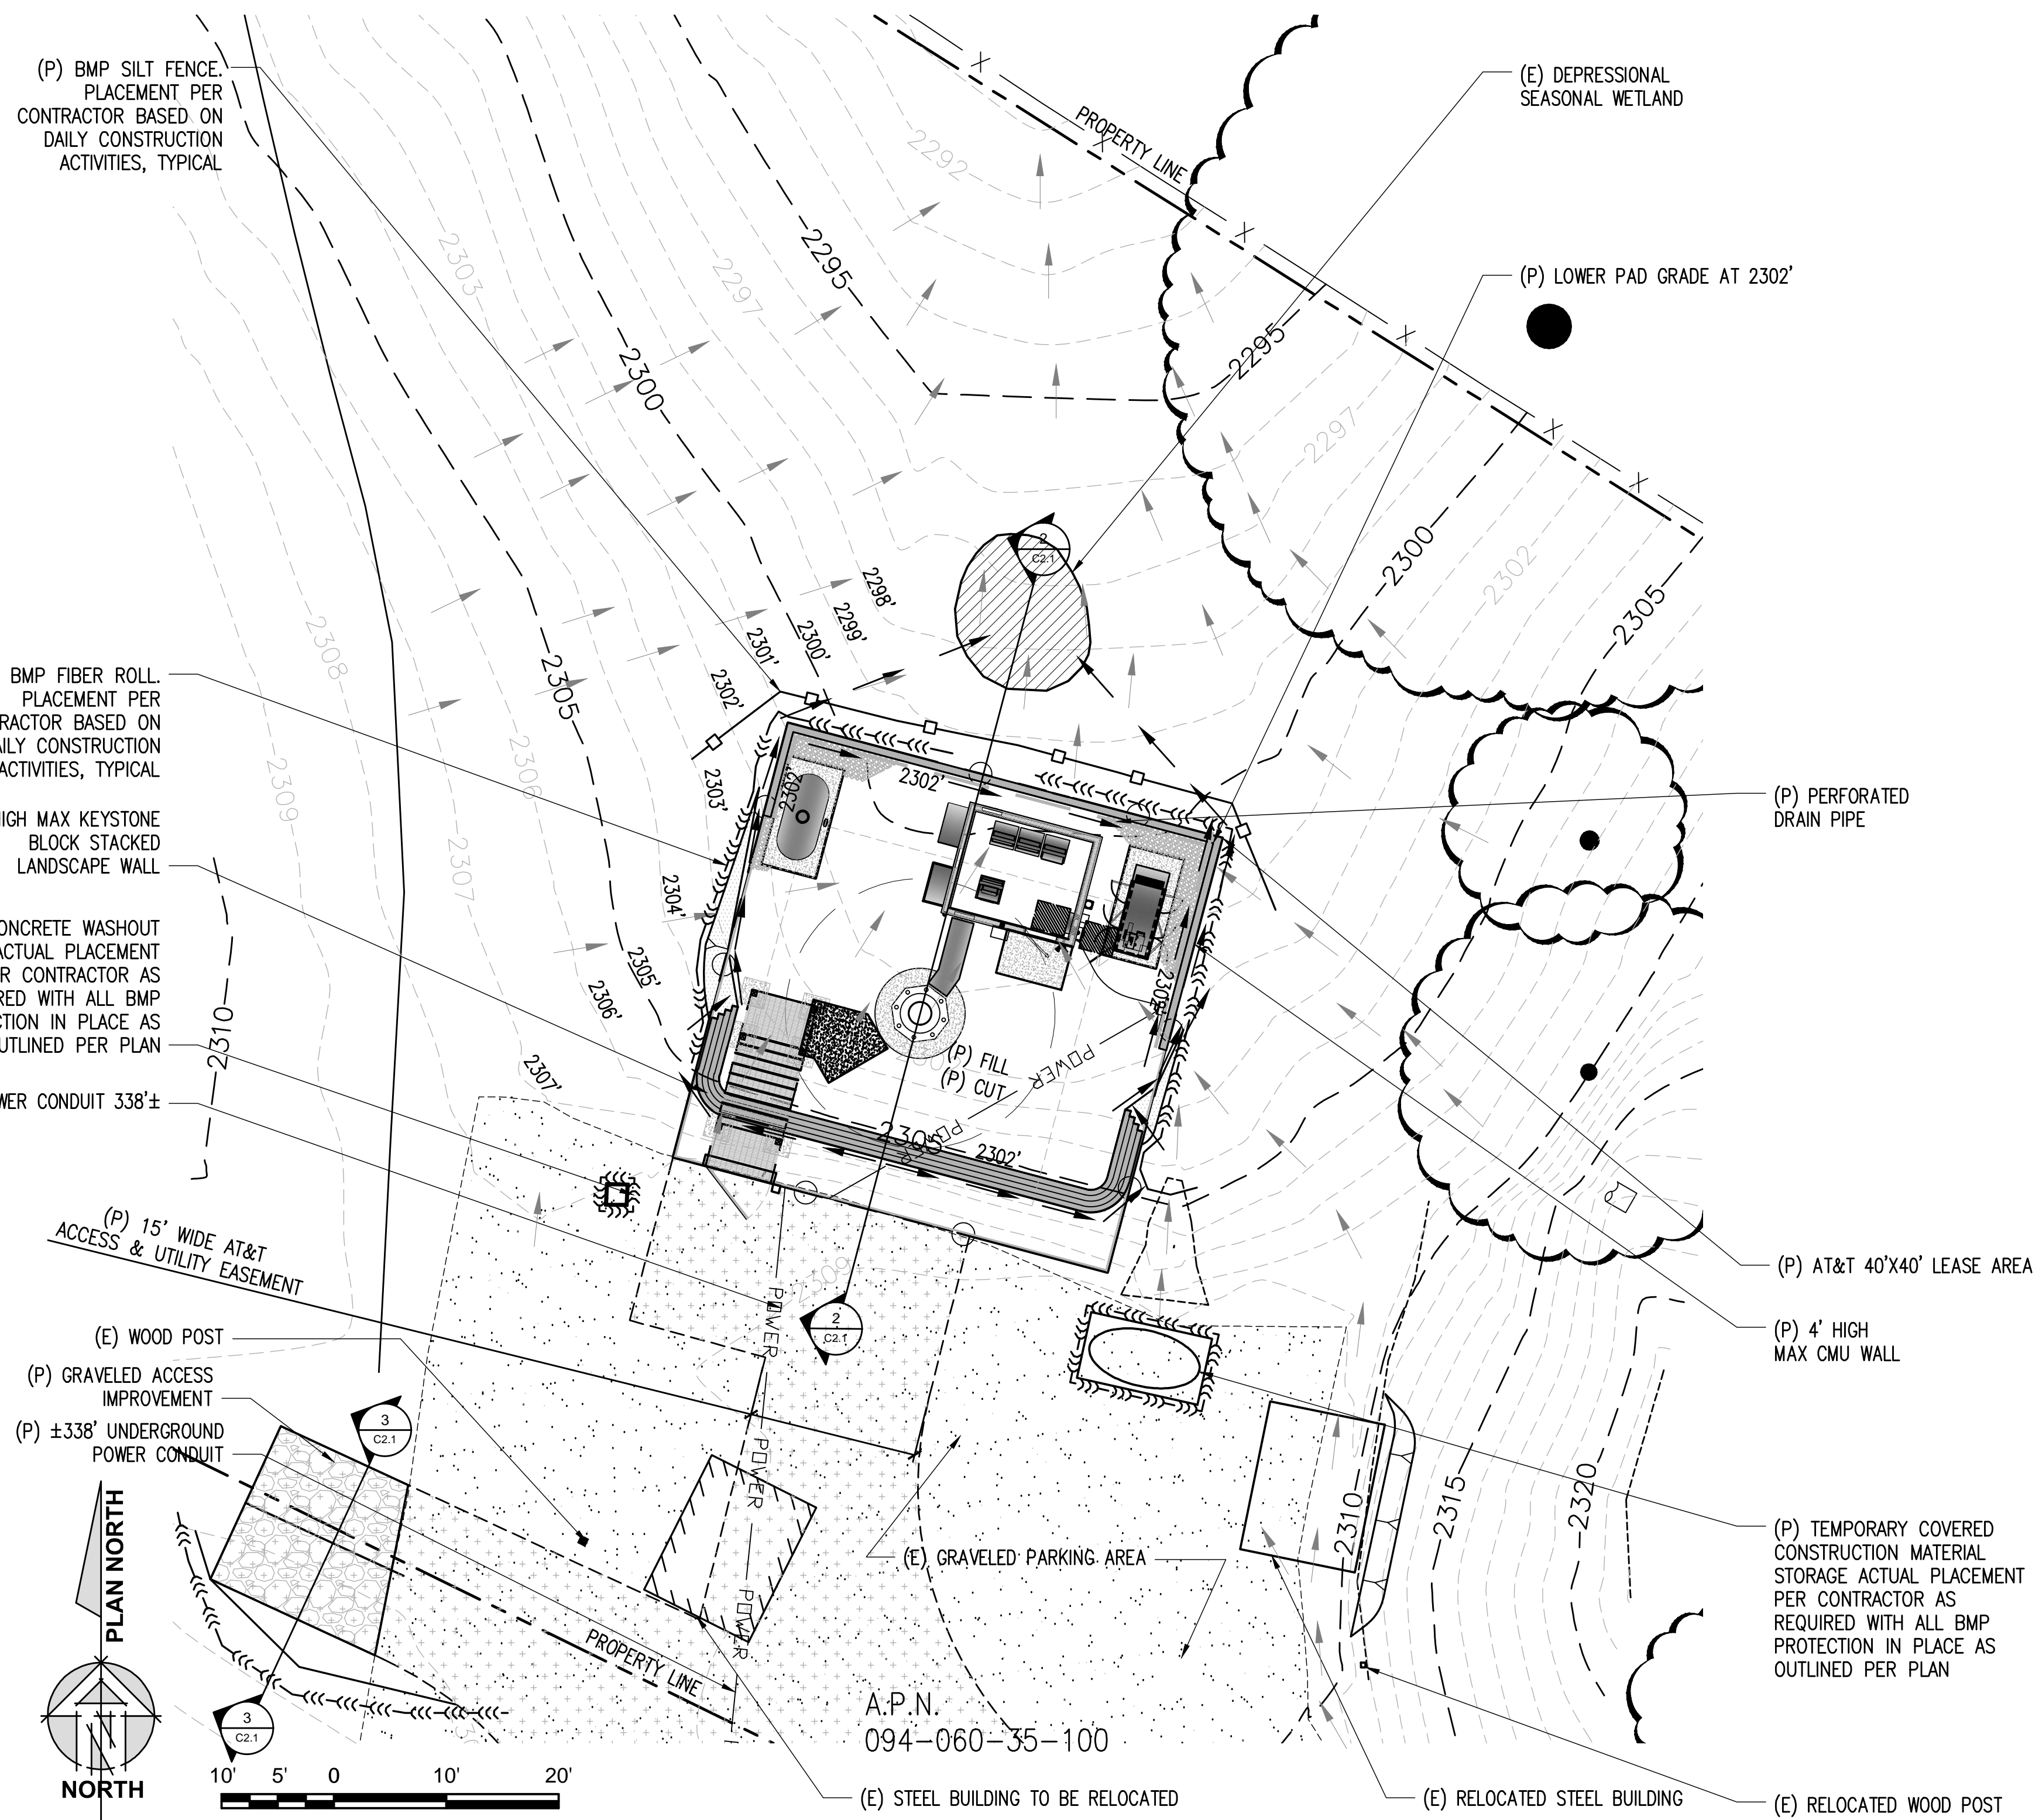 (P) BMP SILT FENCE.
PLACEMENT PER
CONTRACTOR BASED ON
DAILY CONSTRUCTION
ACTIVITIES, TYPICAL
(E) DEPRESSIONAL
SEASONAL WETLAND
PROPERTY LINE
(P) LOWER PAD GRADE AT 2302'
2292
2303
2297
2295
2300
2295
2297
2300
2302
2305
2308
2305
2306
2309
2307
2310
2298'
2299'
2300'
2301'
2302'
2303'
2304'
2305'
2306'
2307'
2
C2.1
BMP FIBER ROLL.
PLACEMENT PER
RACTOR BASED ON
AILY CONSTRUCTION
ACTIVITIES, TYPICAL
HIGH MAX KEYSTONE
BLOCK STACKED
LANDSCAPE WALL
ONCRETE WASHOUT
ACTUAL PLACEMENT
R CONTRACTOR AS
RED WITH ALL BMP
CTION IN PLACE AS
UTLINED PER PLAN
WER CONDUIT 338'±
2302'
2302'
2302'
2302'
(P) FILL
(P) CUT
POWER
2305
(P) PERFORATED
DRAIN PIPE
(P) AT&T 40'X40' LEASE AREA
(P) 4' HIGH
MAX CMU WALL
(P) 15' WIDE AT&T
ACCESS & UTILITY EASEMENT
2309
2
C2.1
(E) WOOD POST
(P) GRAVELED ACCESS
IMPROVEMENT
(P) ±338' UNDERGROUND
POWER CONDUIT
3
C2.1
POWER
POWER
POWER
(E) GRAVELED PARKING AREA
2310
2315
2320
(P) TEMPORARY COVERED
CONSTRUCTION MATERIAL
STORAGE ACTUAL PLACEMENT
PER CONTRACTOR AS
REQUIRED WITH ALL BMP
PROTECTION IN PLACE AS
OUTLINED PER PLAN
PLAN NORTH
PROPERTY LINE
A.P.N.
094-060-35-100
3
C2.1
NORTH
10' 5' 0 10' 20'
(E) STEEL BUILDING TO BE RELOCATED
(E) RELOCATED STEEL BUILDING
(E) RELOCATED WOOD POST